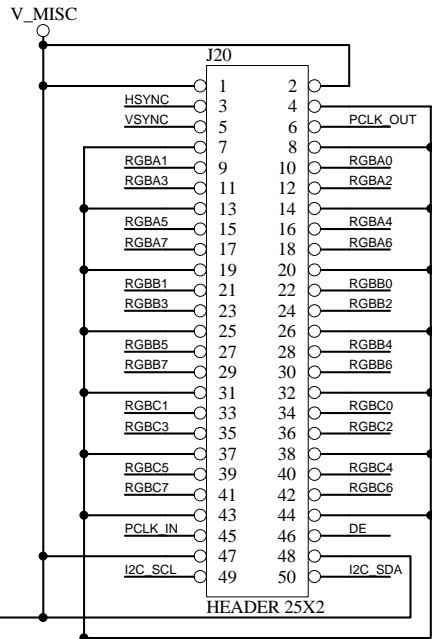 V_MISC
J20
1 2
HSYNC 3 4
VSYNC 5 6 PCLK_OUT
7 8
RGBA1 9 10 RGBA0
RGBA3 11 12 RGBA2
13 14
RGBA5 15 16 RGBA4
RGBA7 17 18 RGBA6
19 20
RGBB1 21 22 RGBB0
RGBB3 23 24 RGBB2
25 26
RGBB5 27 28 RGBB4
RGBB7 29 30 RGBB6
31 32
RGBC1 33 34 RGBC0
RGBC3 35 36 RGBC2
37 38
RGBC5 39 40 RGBC4
RGBC7 41 42 RGBC6
43 44
PCLK_IN 45 46 DE
47 48
I2C_SCL 49 50 I2C_SDA
HEADER 25X2